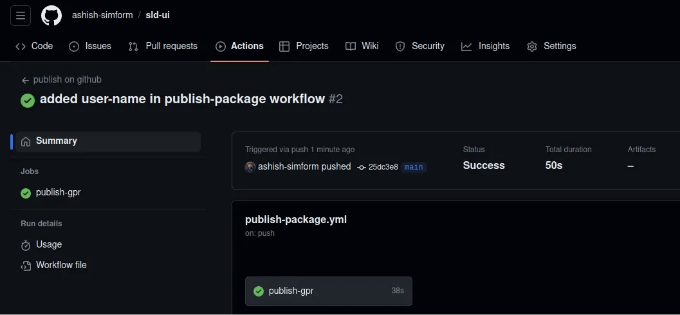 ashish-simform / sld-ui
Code Issues Pull requests Actions Projects Wiki Security Insights Settings
← publish on github
added user-name in publish-package workflow #2
Summary
Jobs
publish-gpr
Run details
Usage
Workflow file
Triggered via push 1 minute ago
ashish-simform pushed 25dc3e8 main
Status
Success
Total duration
50s
Artifacts
–
publish-package.yml
on: push
publish-gpr 38s